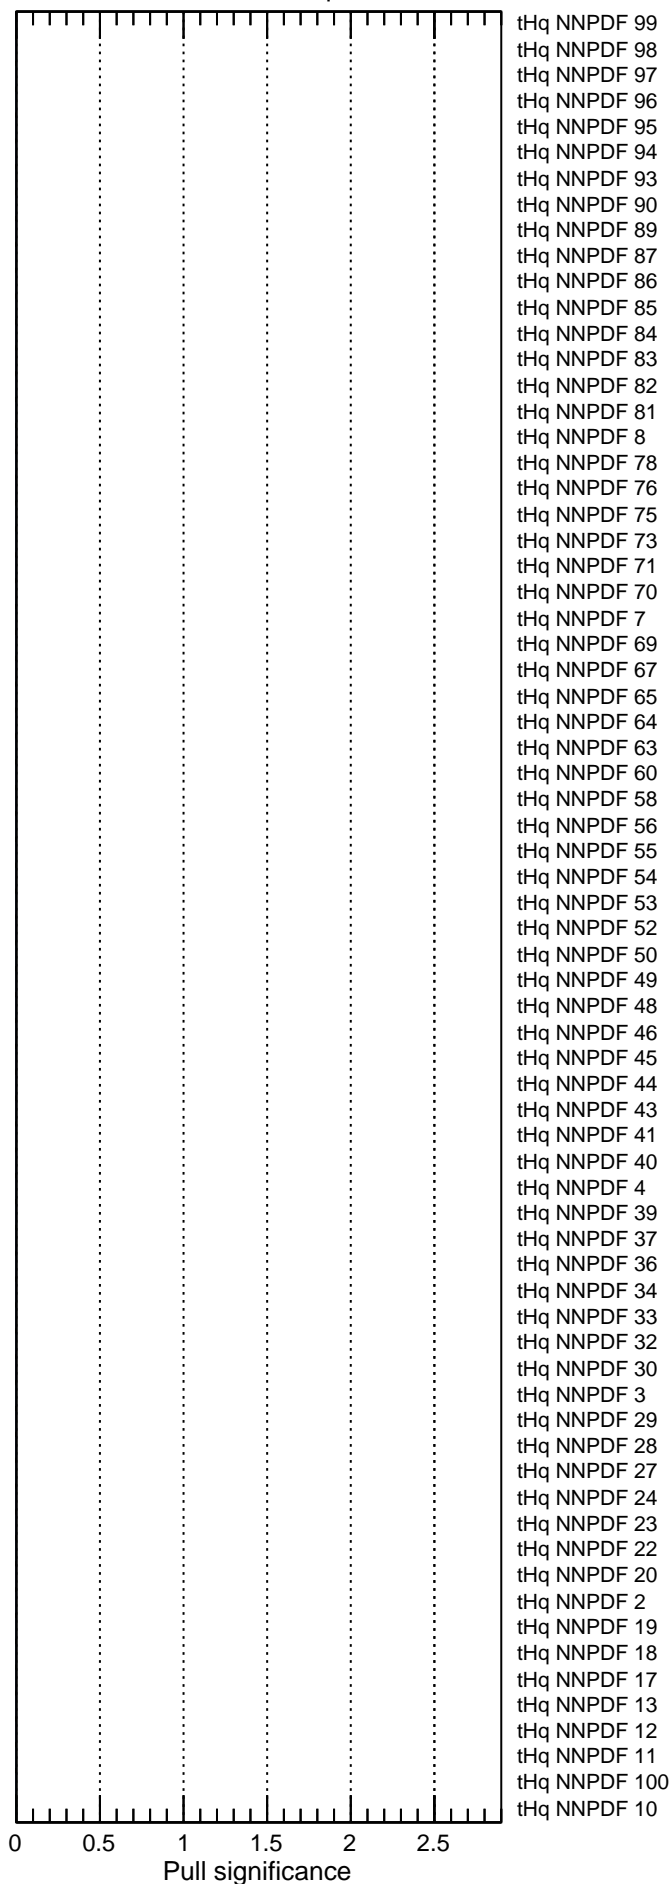 tHq NNPDF 99
tHq NNPDF 98
tHq NNPDF 97
tHq NNPDF 96
tHq NNPDF 95
tHq NNPDF 94
tHq NNPDF 93
tHq NNPDF 90
tHq NNPDF 89
tHq NNPDF 87
tHq NNPDF 86
tHq NNPDF 85
tHq NNPDF 84
tHq NNPDF 83
tHq NNPDF 82
tHq NNPDF 81
tHq NNPDF 8
tHq NNPDF 78
tHq NNPDF 76
tHq NNPDF 75
tHq NNPDF 73
tHq NNPDF 71
tHq NNPDF 70
tHq NNPDF 7
tHq NNPDF 69
tHq NNPDF 67
tHq NNPDF 65
tHq NNPDF 64
tHq NNPDF 63
tHq NNPDF 60
tHq NNPDF 58
tHq NNPDF 56
tHq NNPDF 55
tHq NNPDF 54
tHq NNPDF 53
tHq NNPDF 52
tHq NNPDF 50
tHq NNPDF 49
tHq NNPDF 48
tHq NNPDF 46
tHq NNPDF 45
tHq NNPDF 44
tHq NNPDF 43
tHq NNPDF 41
tHq NNPDF 40
tHq NNPDF 4
tHq NNPDF 39
tHq NNPDF 37
tHq NNPDF 36
tHq NNPDF 34
tHq NNPDF 33
tHq NNPDF 32
tHq NNPDF 30
tHq NNPDF 3
tHq NNPDF 29
tHq NNPDF 28
tHq NNPDF 27
tHq NNPDF 24
tHq NNPDF 23
tHq NNPDF 22
tHq NNPDF 20
tHq NNPDF 2
tHq NNPDF 19
tHq NNPDF 18
tHq NNPDF 17
tHq NNPDF 13
tHq NNPDF 12
tHq NNPDF 11
tHq NNPDF 100
tHq NNPDF 10
0 0.5 1 1.5 2 2.5
Pull significance